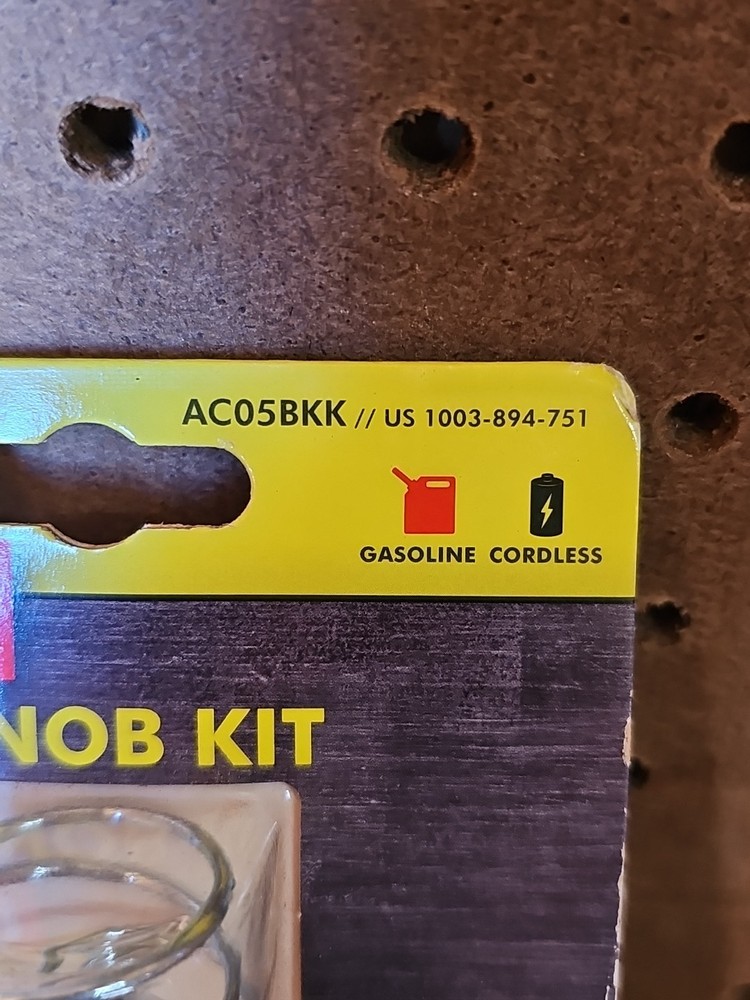 AC05BKK // US 1003-894-751
GASOLINE CORDLESS
NOB KIT